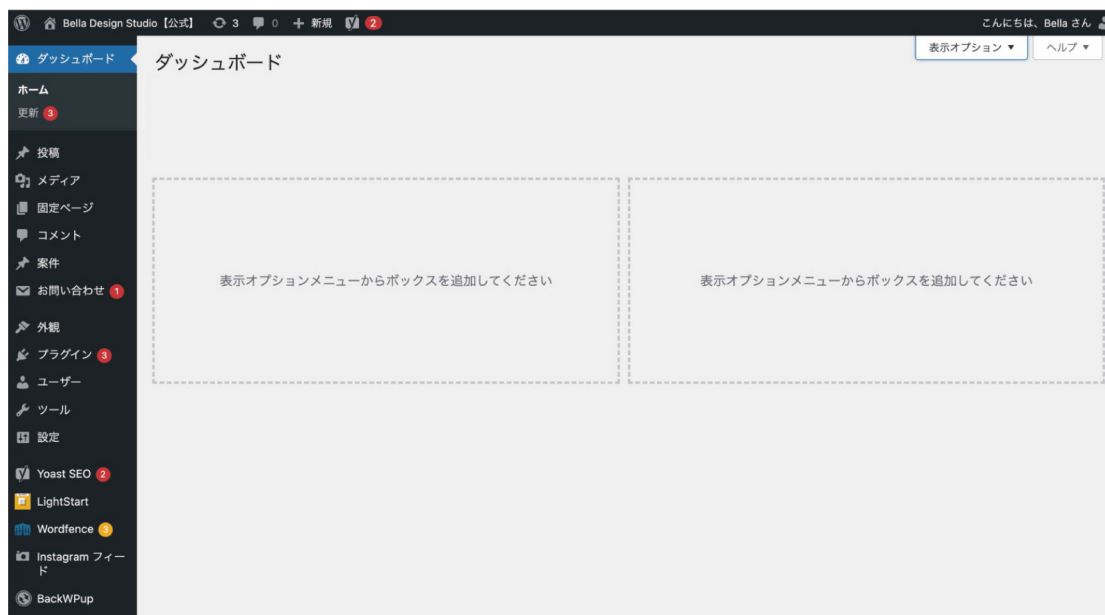 Bella Design Studio【公式】 3 0 + 新規 2 こんにちは、Bella さん
ダッシュボード
ホーム
更新 3
投稿
メディア
固定ページ
コメント
案件
お問い合わせ 1
外観
プラグイン 3
ユーザー
ツール
設定
Yoast SEO 2
LightStart
Wordfence 3
Instagram フィー
ド
BackWPup
表示オプション ▼ ヘルプ ▼
ダッシュボード
表示オプションメニューからボックスを追加してください
表示オプションメニューからボックスを追加してください